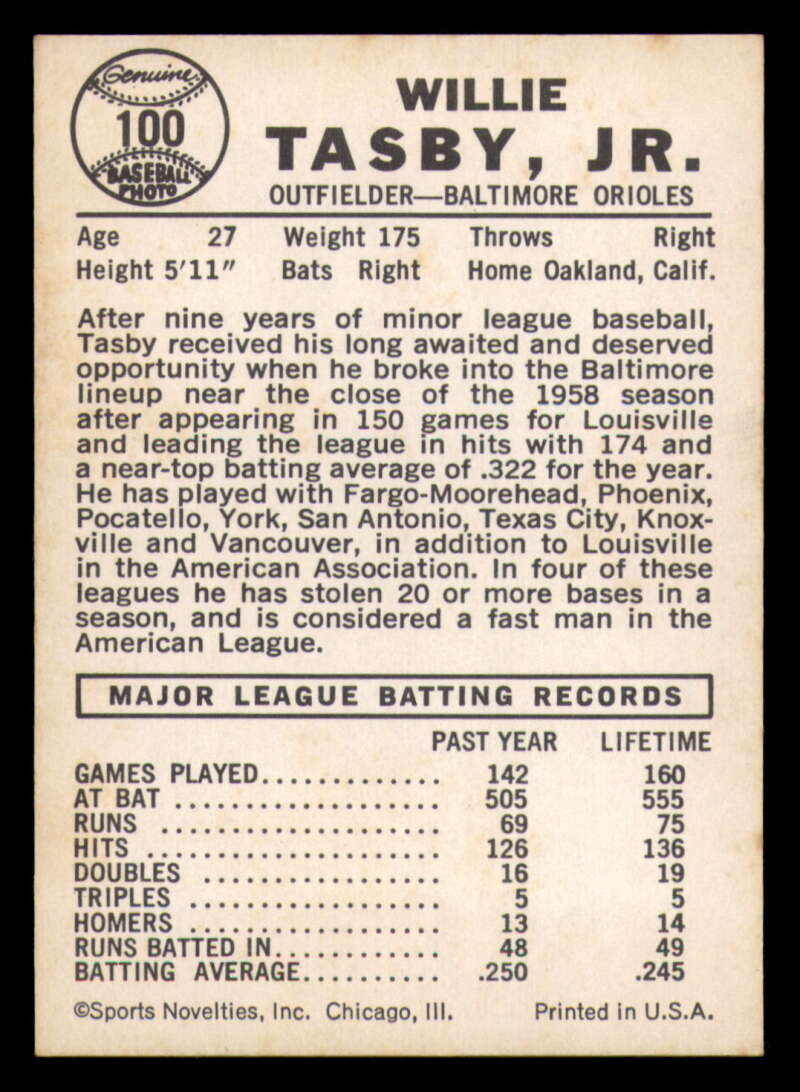 Genuine
100
BASEBALL
PHOTO
WILLIE
TASBY, JR.
OUTFIELDER—BALTIMORE ORIOLES
Age 27 Weight 175 Throws Right
Height 5'11" Bats Right Home Oakland, Calif.
After nine years of minor league baseball,
Tasby received his long awaited and deserved
opportunity when he broke into the Baltimore
lineup near the close of the 1958 season
after appearing in 150 games for Louisville
and leading the league in hits with 174 and
a near-top batting average of .322 for the year.
He has played with Fargo-Moorehead, Phoenix,
Pocatello, York, San Antonio, Texas City, Knox-
ville and Vancouver, in addition to Louisville
in the American Association. In four of these
leagues he has stolen 20 or more bases in a
season, and is considered a fast man in the
American League.
MAJOR LEAGUE BATTING RECORDS
PAST YEAR LIFETIME
GAMES PLAYED............. 142 160
AT BAT ................... 505 555
RUNS .................... 69 75
HITS ..................... 126 136
DOUBLES ................. 16 19
TRIPLES .................. 5 5
HOMERS .................. 13 14
RUNS BATTED IN............ 48 49
BATTING AVERAGE.......... .250 .245
©Sports Novelties, Inc. Chicago, Ill. Printed in U.S.A.